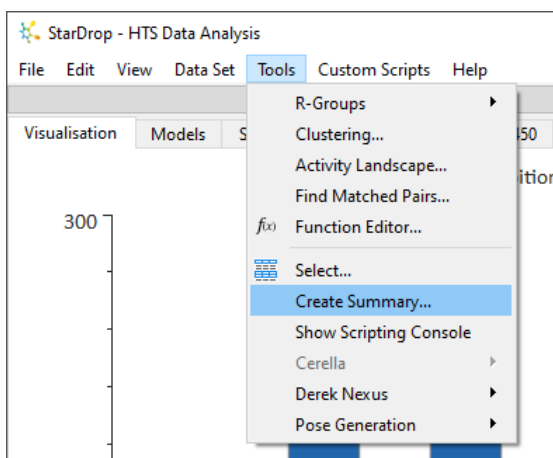 StarDrop - HTS Data Analysis
File Edit View Data Set Tools Custom Scripts Help
Visualisation Models S 450
R-Groups
Clustering...
Activity Landscape...
Find Matched Pairs...
f(x) Function Editor...
Select...
Create Summary...
Show Scripting Console
Cerella
Derek Nexus
Pose Generation
300